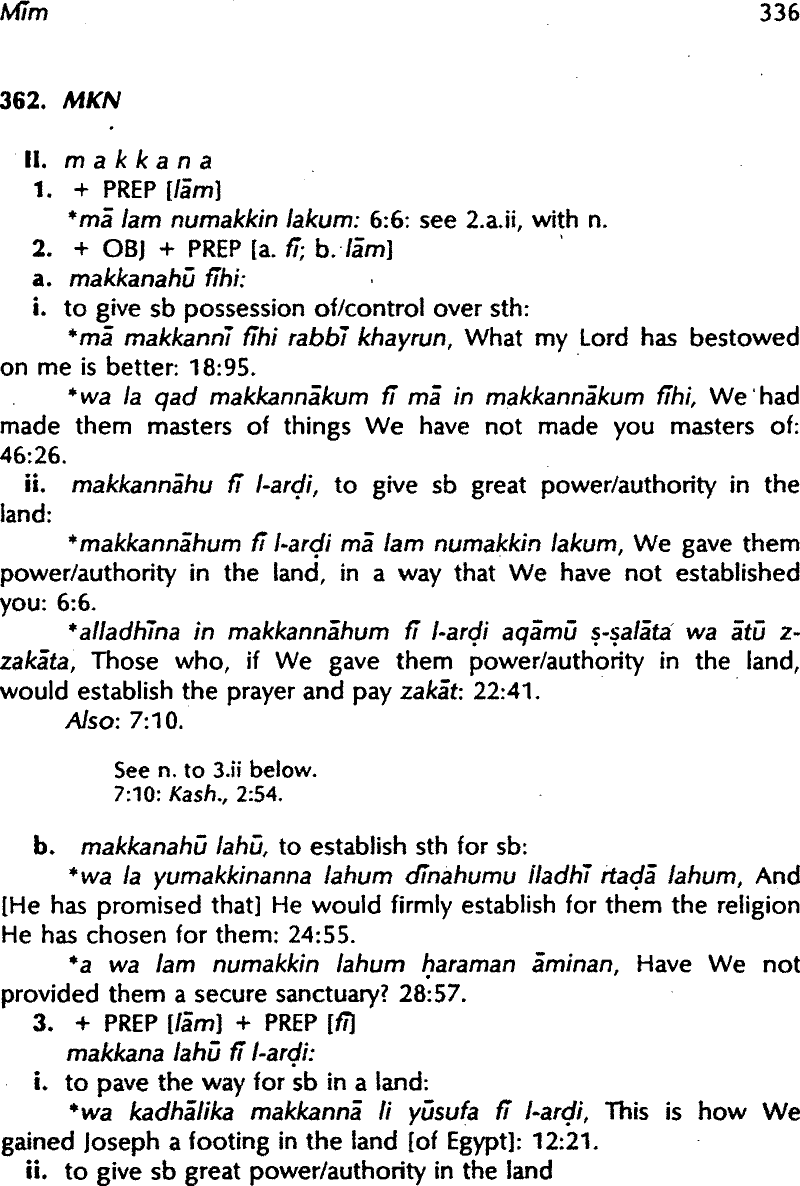 Mīm 336
362. MKN
II. m a k k a n a
1. + PREP [lām]
*mā lam numakkin lakum: 6:6: see 2.a.ii, with n.
2. + OBJ + PREP [a. fī; b. lām]
a. makkanahū fīhi:
i. to give sb possession of/control over sth:
*mā makkannī fīhi rabbī khayrun, What my Lord has bestowed
on me is better: 18:95.
*wa la qad makkannākum fī mā in makkannākum fīhi, We had
made them masters of things We have not made you masters of:
46:26.
ii. makkannāhu fī l-arḍi, to give sb great power/authority in the
land:
*makkannāhum fī l-arḍi mā lam numakkin lakum, We gave them
power/authority in the land, in a way that We have not established
you: 6:6.
*alladhīna in makkannāhum fī l-arḍi aqāmū ṣ-ṣalāta wa ātū z-
zakāta, Those who, if We gave them power/authority in the land,
would establish the prayer and pay zakāt: 22:41.
Also: 7:10.
See n. to 3.ii below.
7:10: Kash., 2:54.
b. makkanahū lahū, to establish sth for sb:
*wa la yumakkinanna lahum dīnahumu lladhī rtaḍā lahum, And
[He has promised that] He would firmly establish for them the religion
He has chosen for them: 24:55.
*a wa lam numakkin lahum ḥaraman āminan, Have We not
provided them a secure sanctuary? 28:57.
3. + PREP [lām] + PREP [fī]
makkana lahū fī l-arḍi:
i. to pave the way for sb in a land:
*wa kadhālika makkannā li yūsufa fī l-arḍi, This is how We
gained Joseph a footing in the land [of Egypt]: 12:21.
ii. to give sb great power/authority in the land